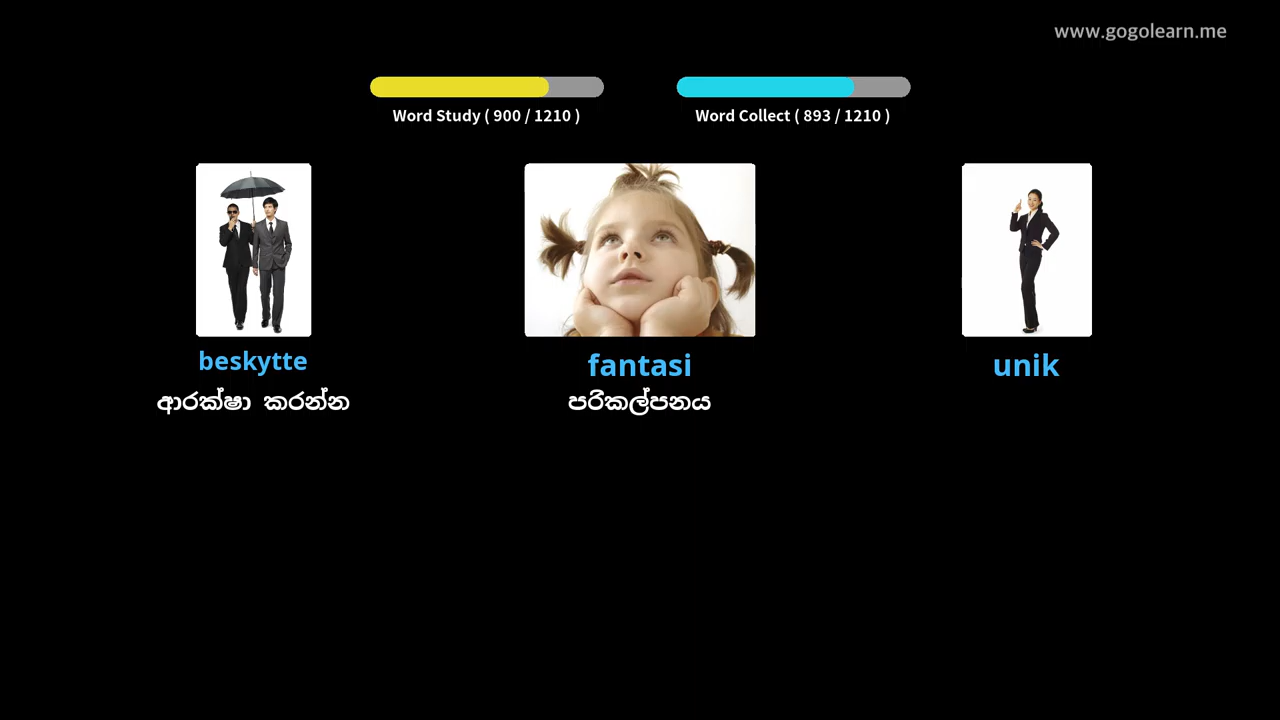 www.gogolearn.me
Word Study ( 900 / 1210 )
Word Collect ( 893 / 1210 )
beskytte
fantasi
unik
ආරක්ෂා කරන්න
පරිකල්පනය